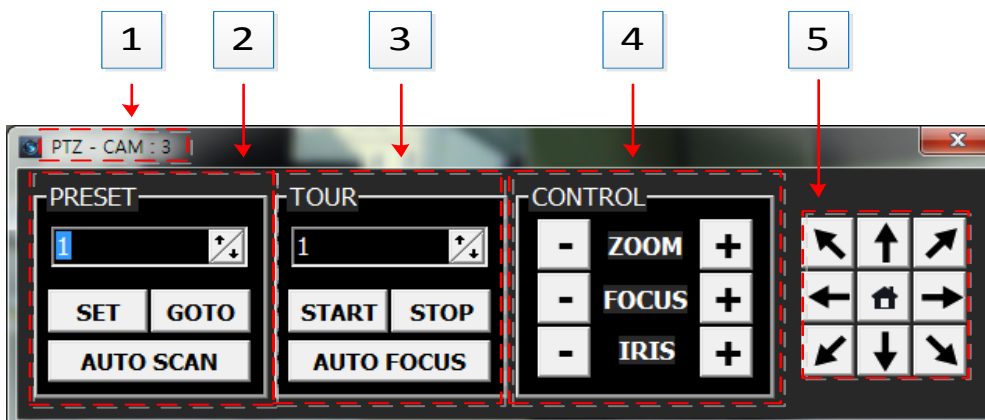 1 2 3 4 5
PTZ - CAM : 3
PRESET TOUR CONTROL
1 1 - ZOOM +
SET GOTO START STOP - FOCUS +
AUTO SCAN AUTO FOCUS - IRIS +